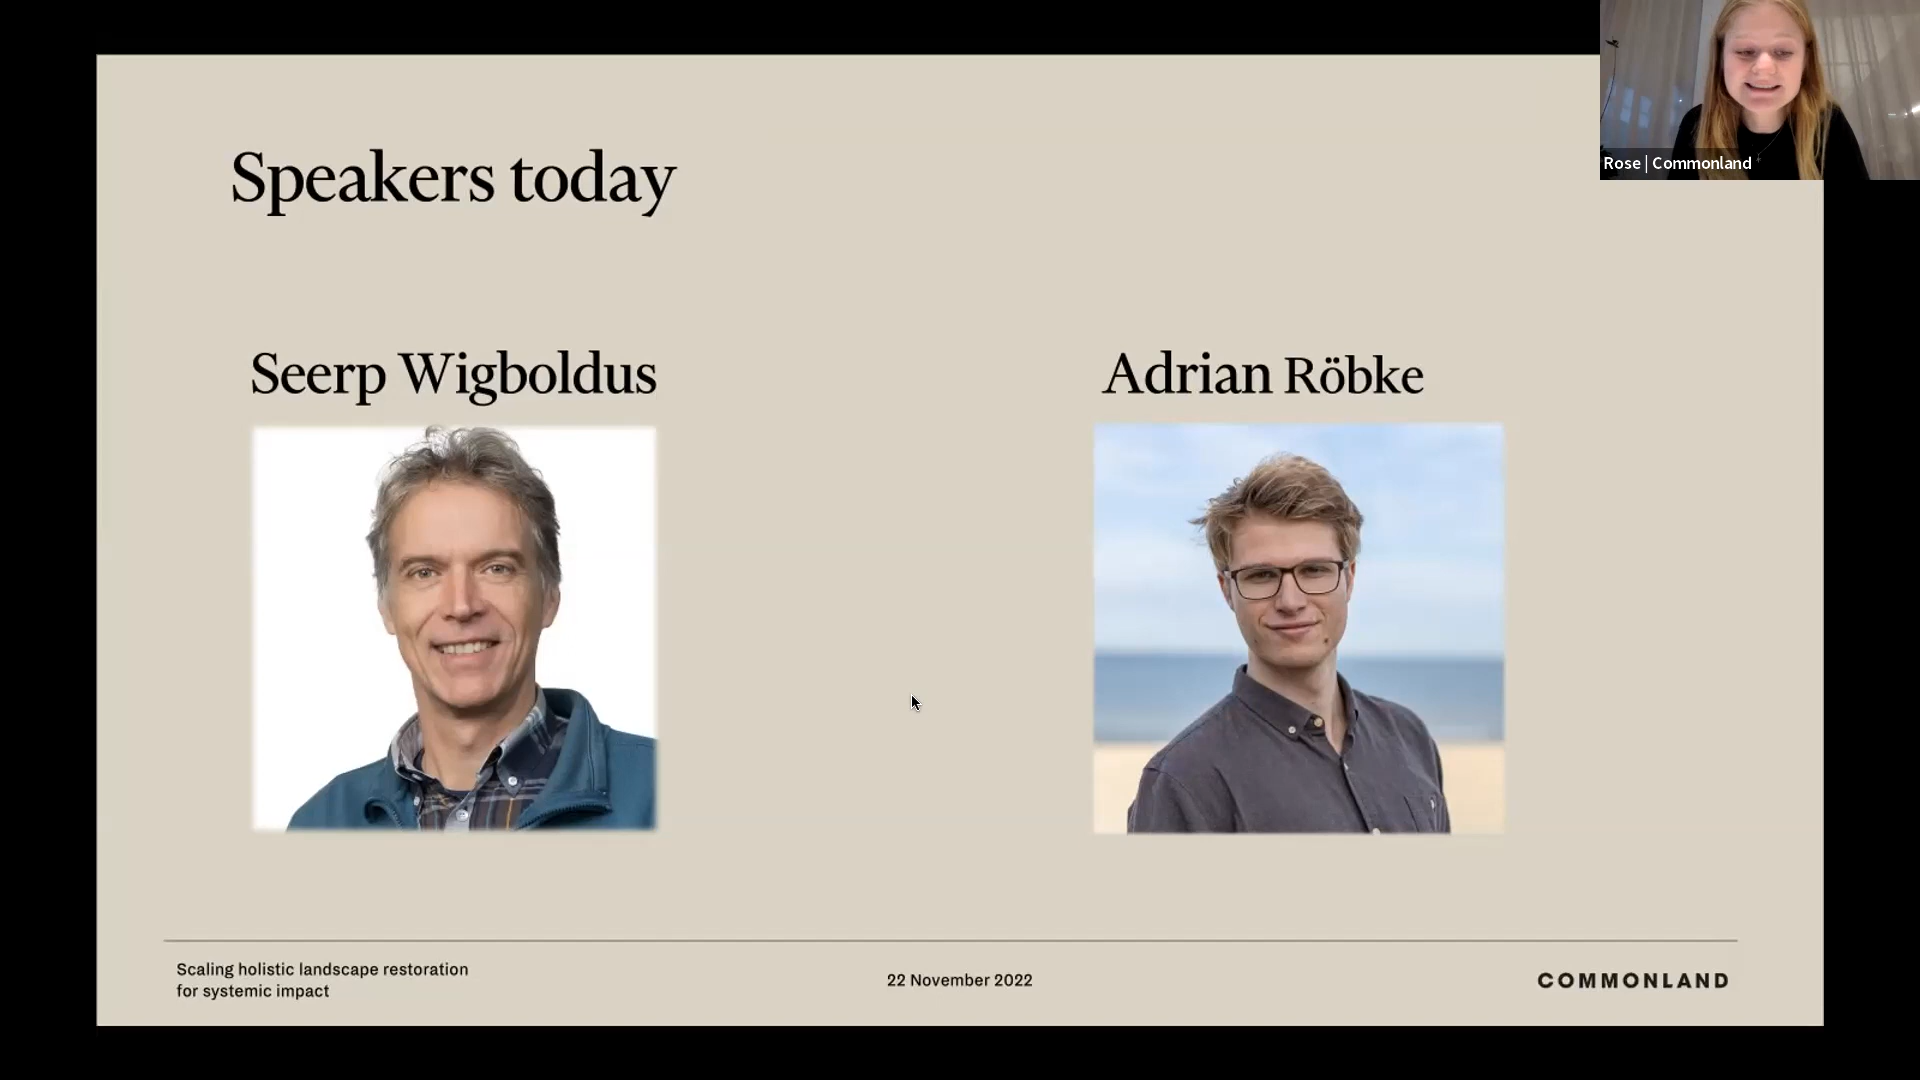 Rose | Commonland
Speakers today
Seerp Wigboldus
Adrian Röbke
Scaling holistic landscape restoration
for systemic impact
22 November 2022
COMMONLAND